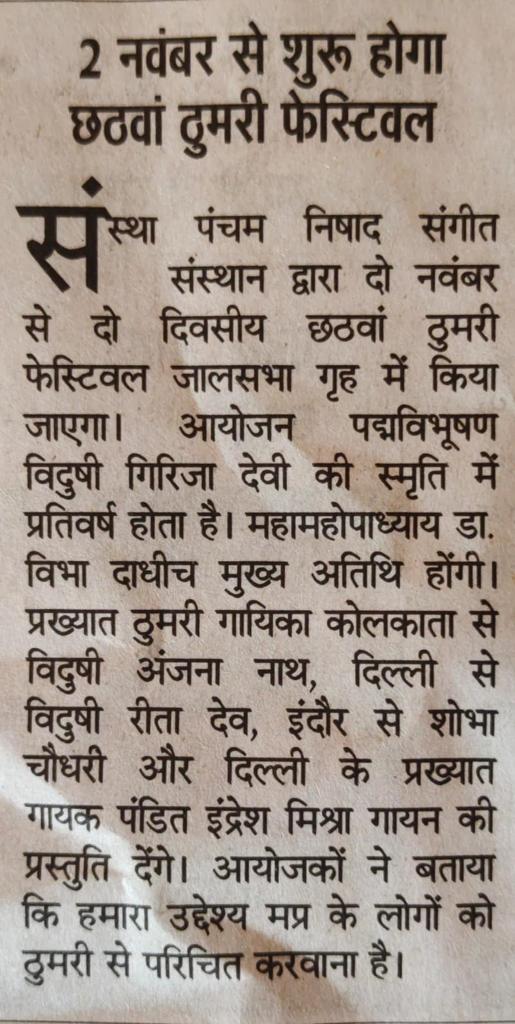 2 नवंबर से शुरू होगा
छठवां ठुमरी फेस्टिवल
संस्था पंचम निषाद संगीत
संस्थान द्वारा दो नवंबर
से दो दिवसीय छठवां ठुमरी
फेस्टिवल जालसभा गृह में किया
जाएगा। आयोजन पद्मविभूषण
विदुषी गिरिजा देवी की स्मृति में
प्रतिवर्ष होता है। महामहोपाध्याय डा.
विभा दाधीच मुख्य अतिथि होंगी।
प्रख्यात ठुमरी गायिका कोलकाता से
विदुषी अंजना नाथ, दिल्ली से
विदुषी रीता देव, इंदौर से शोभा
चौधरी और दिल्ली के प्रख्यात
गायक पंडित इंद्रेश मिश्रा गायन की
प्रस्तुति देंगे। आयोजकों ने बताया
कि हमारा उद्देश्य मप्र के लोगों को
ठुमरी से परिचित करवाना है।